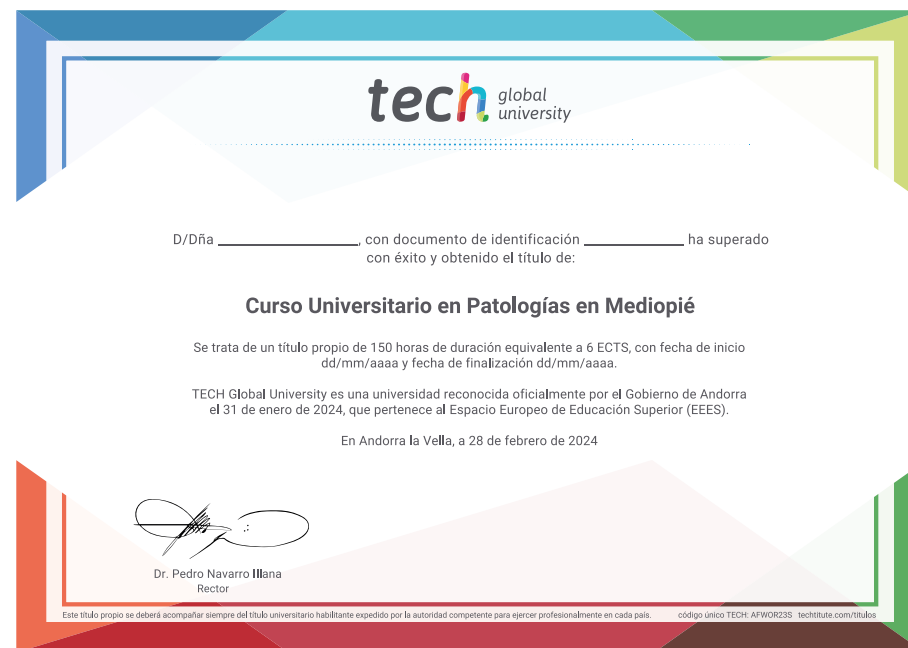 tech global
university
D/Dña ______________, con documento de identificación __________ ha superado
con éxito y obtenido el título de:
Curso Universitario en Patologías en Mediopié
Se trata de un título propio de 150 horas de duración equivalente a 6 ECTS, con fecha de inicio
dd/mm/aaaa y fecha de finalización dd/mm/aaaa.
TECH Global University es una universidad reconocida oficialmente por el Gobierno de Andorra
el 31 de enero de 2024, que pertenece al Espacio Europeo de Educación Superior (EEES).
En Andorra la Vella, a 28 de febrero de 2024
Dr. Pedro Navarro Illana
Rector
Este título propio se deberá acompañar siempre del título universitario habilitante expedido por la autoridad competente para ejercer profesionalmente en cada país. código único TECH: AFWOR23S techtitute.com/titulos